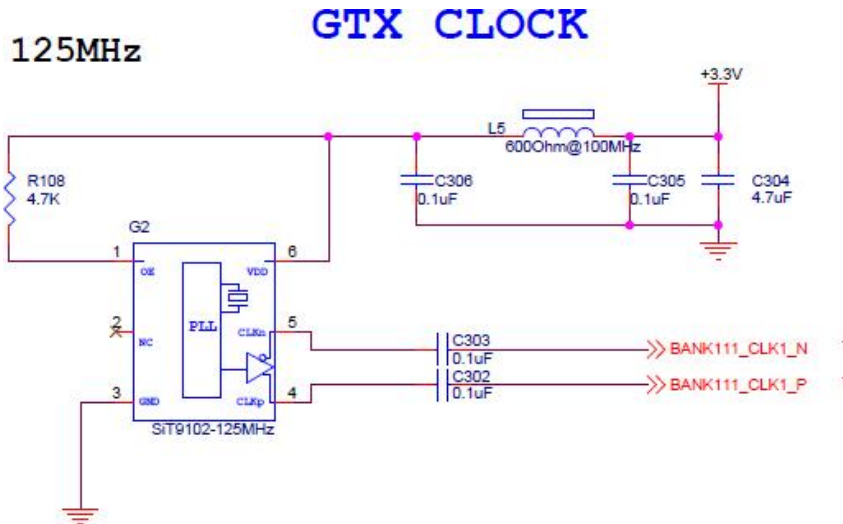 GTX CLOCK
125MHz
+3.3V
L5
600Ohm@100MHz
R108
4.7K
C306
0.1uF
C305
0.1uF
C304
4.7uF
G2
1
OE
6
VDD
2
NC
PLL
5
CLKn
3
GND
4
CLKp
SiT9102-125MHz
C303
0.1uF
BANK111_CLK1_N
C302
0.1uF
BANK111_CLK1_P